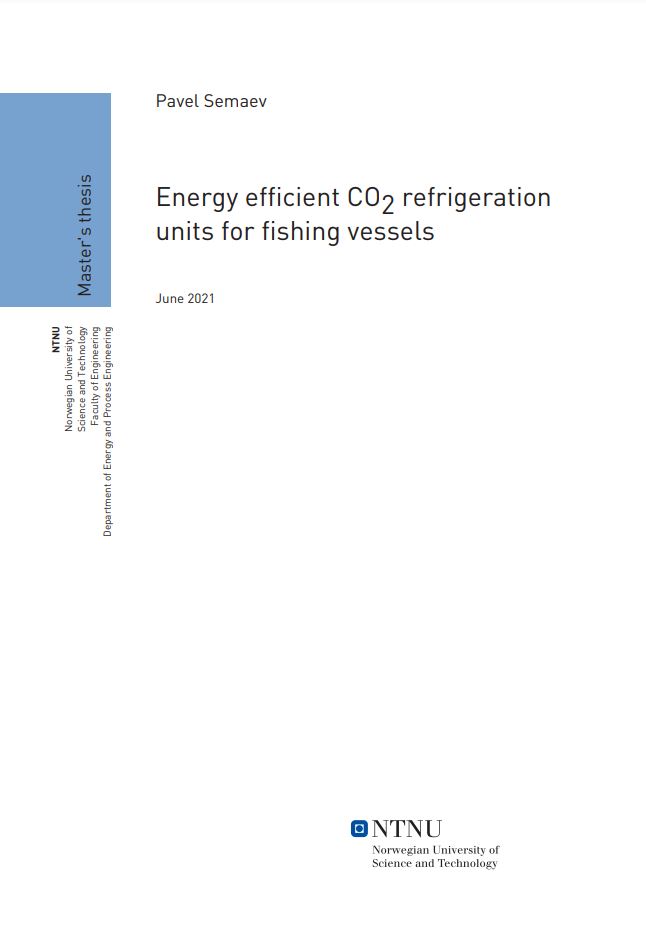 Pavel Semaev
Energy efficient CO2 refrigeration
units for fishing vessels
June 2021
Master's thesis
NTNU
Norwegian University of
Science and Technology
Faculty of Engineering
Department of Energy and Process Engineering
NTNU
Norwegian University of
Science and Technology